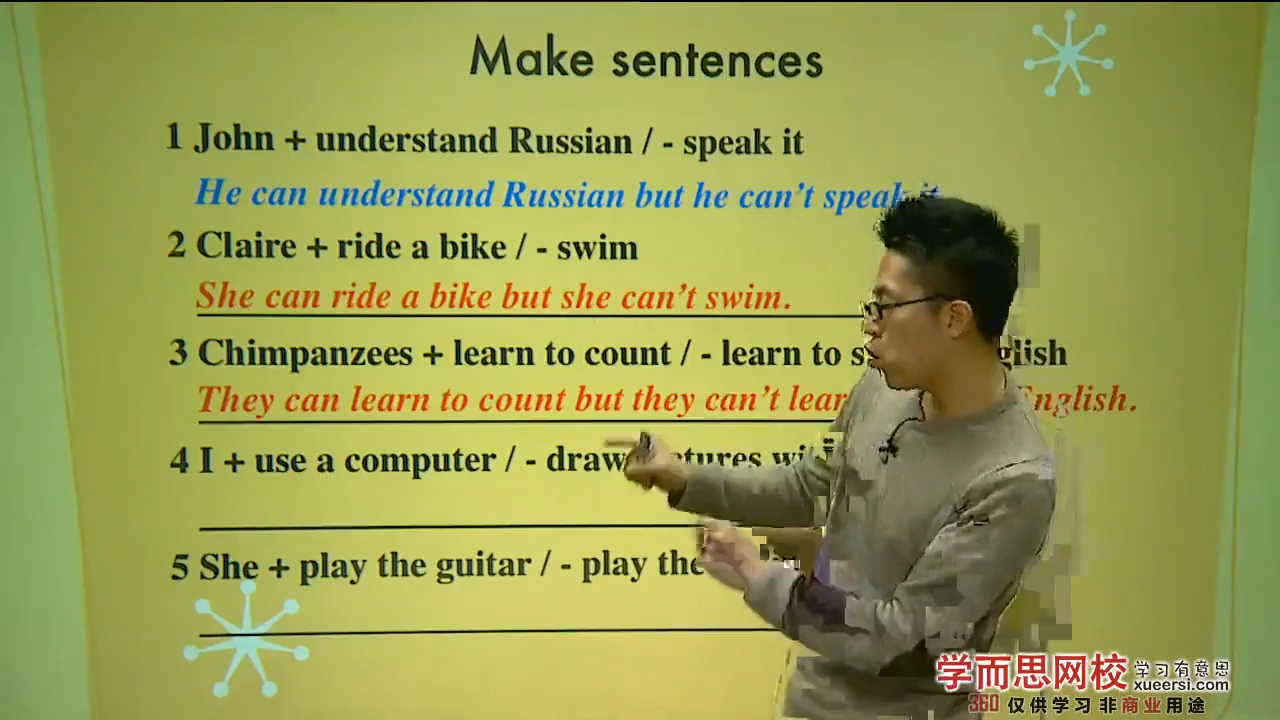 Make sentences
1 John + understand Russian / - speak it
He can understand Russian but he can't speak it
2 Claire + ride a bike / - swim
She can ride a bike but she can't swim.
3 Chimpanzees + learn to count / - learn to
They can learn to count but they can't English.
4 I + use a computer / - draw
5 She + play the guitar / - play the
学而思网校 学习有意思
xueersi.com
360 仅供学习 非商业用途